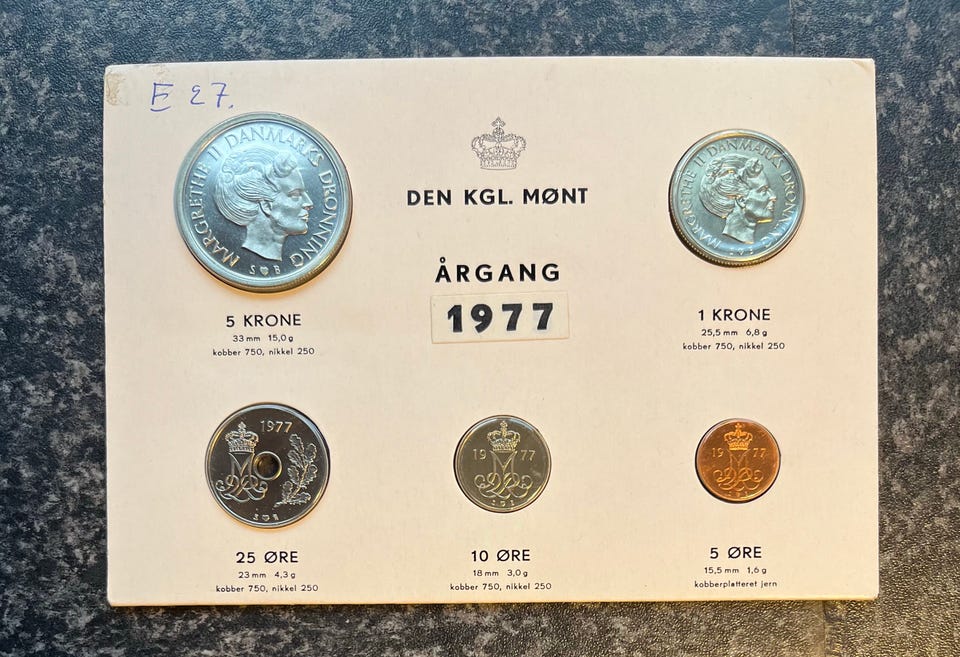 E 27.
MARGRETHE II DANMARKS DRONNING
S B
DEN KGL. MØNT
ÅRGANG
1977
MARGRETHE II DANMARKS DRONNING
5 KRONE
33 mm 15,0 g
kobber 750, nikkel 250
1 KRONE
25,5 mm 6,8 g
kobber 750, nikkel 250
1977
S B
19 77
19 77
25 ØRE
23 mm 4,3 g
kobber 750, nikkel 250
10 ØRE
18 mm 3,0 g
kobber 750, nikkel 250
5 ØRE
15,5 mm 1,6 g
kobberplatteret jern